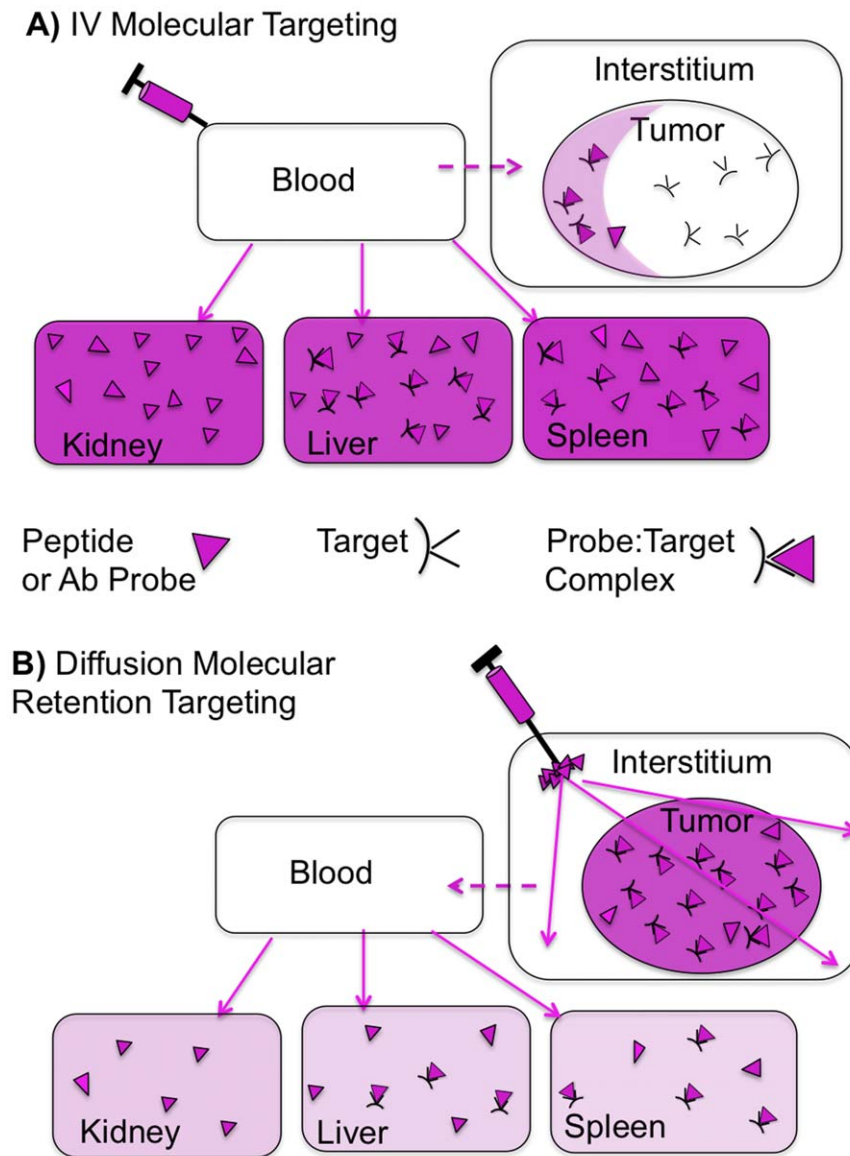 A) IV Molecular Targeting
Interstitium
Tumor
Blood
Kidney
Liver
Spleen
Peptide
or Ab Probe
Target
Probe:Target
Complex
B) Diffusion Molecular
Retention Targeting
Interstitium
Tumor
Blood
Kidney
Liver
Spleen